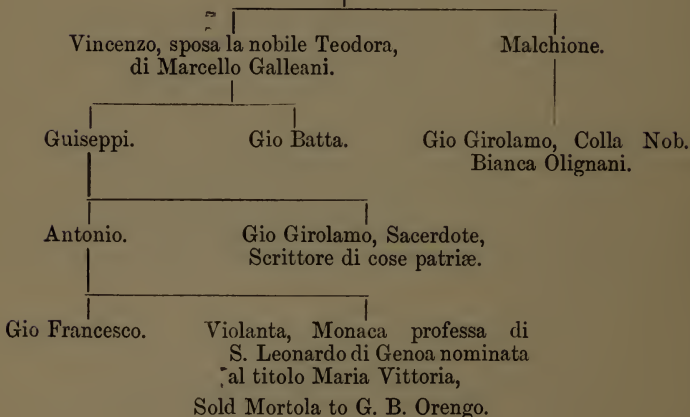 Vincenzo, sposa la nobile Teodora,
di Marcello Galleani.
Malchione.
Guiseppi.
Gio Batta.
Gio Girolamo, Colla Nob.
Bianca Olignani.
Antonio.
Gio Girolamo, Sacerdote,
Scrittore di cose patriæ.
Gio Francesco.
Violanta, Monaca professa di
S. Leonardo di Genoa nominata
al titolo Maria Vittoria,
Sold Mortola to G. B. Orengo.